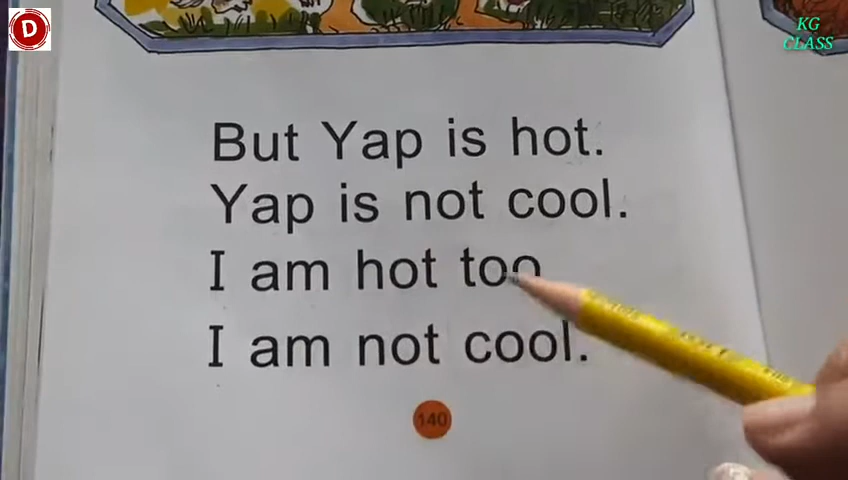 D
KG
CLASS
But Yap is hot.
Yap is not cool.
I am hot too
I am not cool.
140